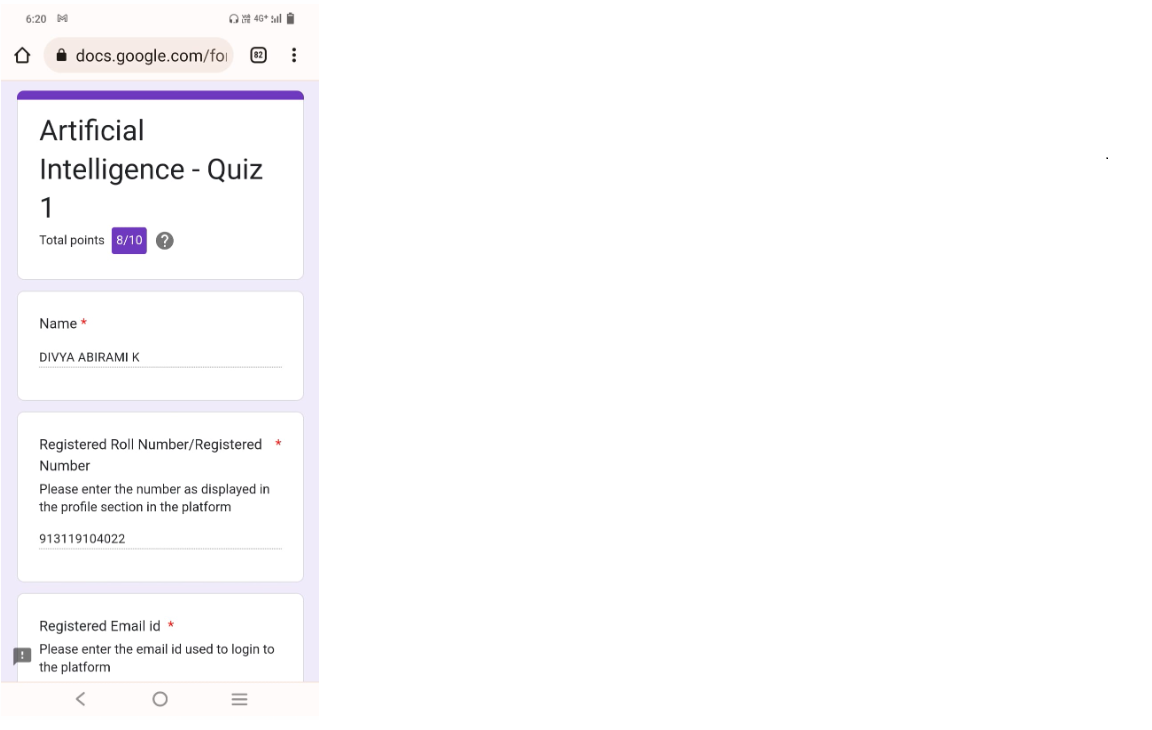 6:20 4G+
docs.google.com/for 82
Artificial
Intelligence - Quiz
1
Total points 8/10 ?
Name *
DIVYA ABIRAMI K
Registered Roll Number/Registered *
Number
Please enter the number as displayed in
the profile section in the platform
913119104022
Registered Email id *
Please enter the email id used to login to
the platform